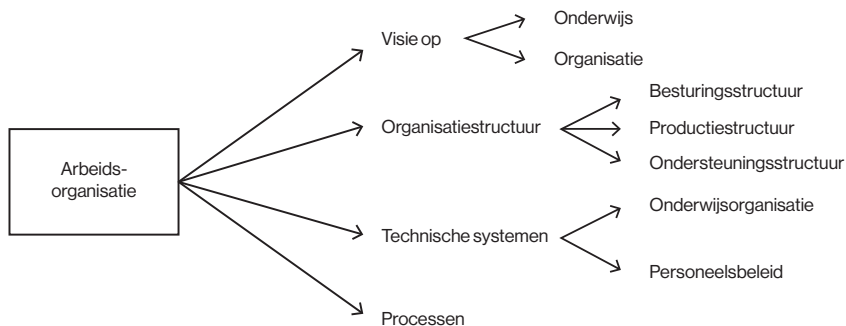 Arbeids-
organisatie
Visie op
Onderwijs
Organisatie
Organisatiestructuur
Besturingsstructuur
Productiestructuur
Ondersteuningsstructuur
Technische systemen
Onderwijsorganisatie
Personeelsbeleid
Processen